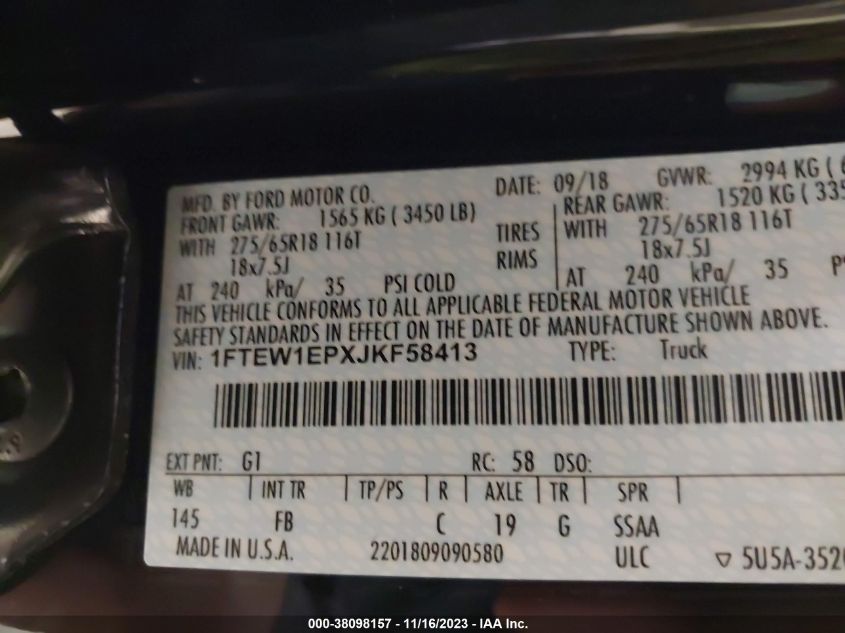 MFD. BY FORD MOTOR CO.
DATE: 09/18 GVWR: 2994 KG (
FRONT GAWR: 1565 KG ( 3450 LB)
REAR GAWR: 1520 KG ( 335
WITH 275/65R18 116T
TIRES
WITH 275/65R18 116T
18x7.5J
RIMS
18x7.5J
AT 240 kPa/ 35 PSI COLD
AT 240 kPa/ 35
THIS VEHICLE CONFORMS TO ALL APPLICABLE FEDERAL MOTOR VEHICLE
SAFETY STANDARDS IN EFFECT ON THE DATE OF MANUFACTURE SHOWN ABOVE.
VIN: 1FTEW1EPXJKF58413 TYPE: Truck
EXT PNT: G1 RC: 58 DSO:
WB INT TR TP/PS R AXLE TR SPR
145 FB C 19 G SSAA
MADE IN U.S.A. 2201809090580 ULC ▽ 5U5A-3520
000-38098157 - 11/16/2023 - IAA Inc.